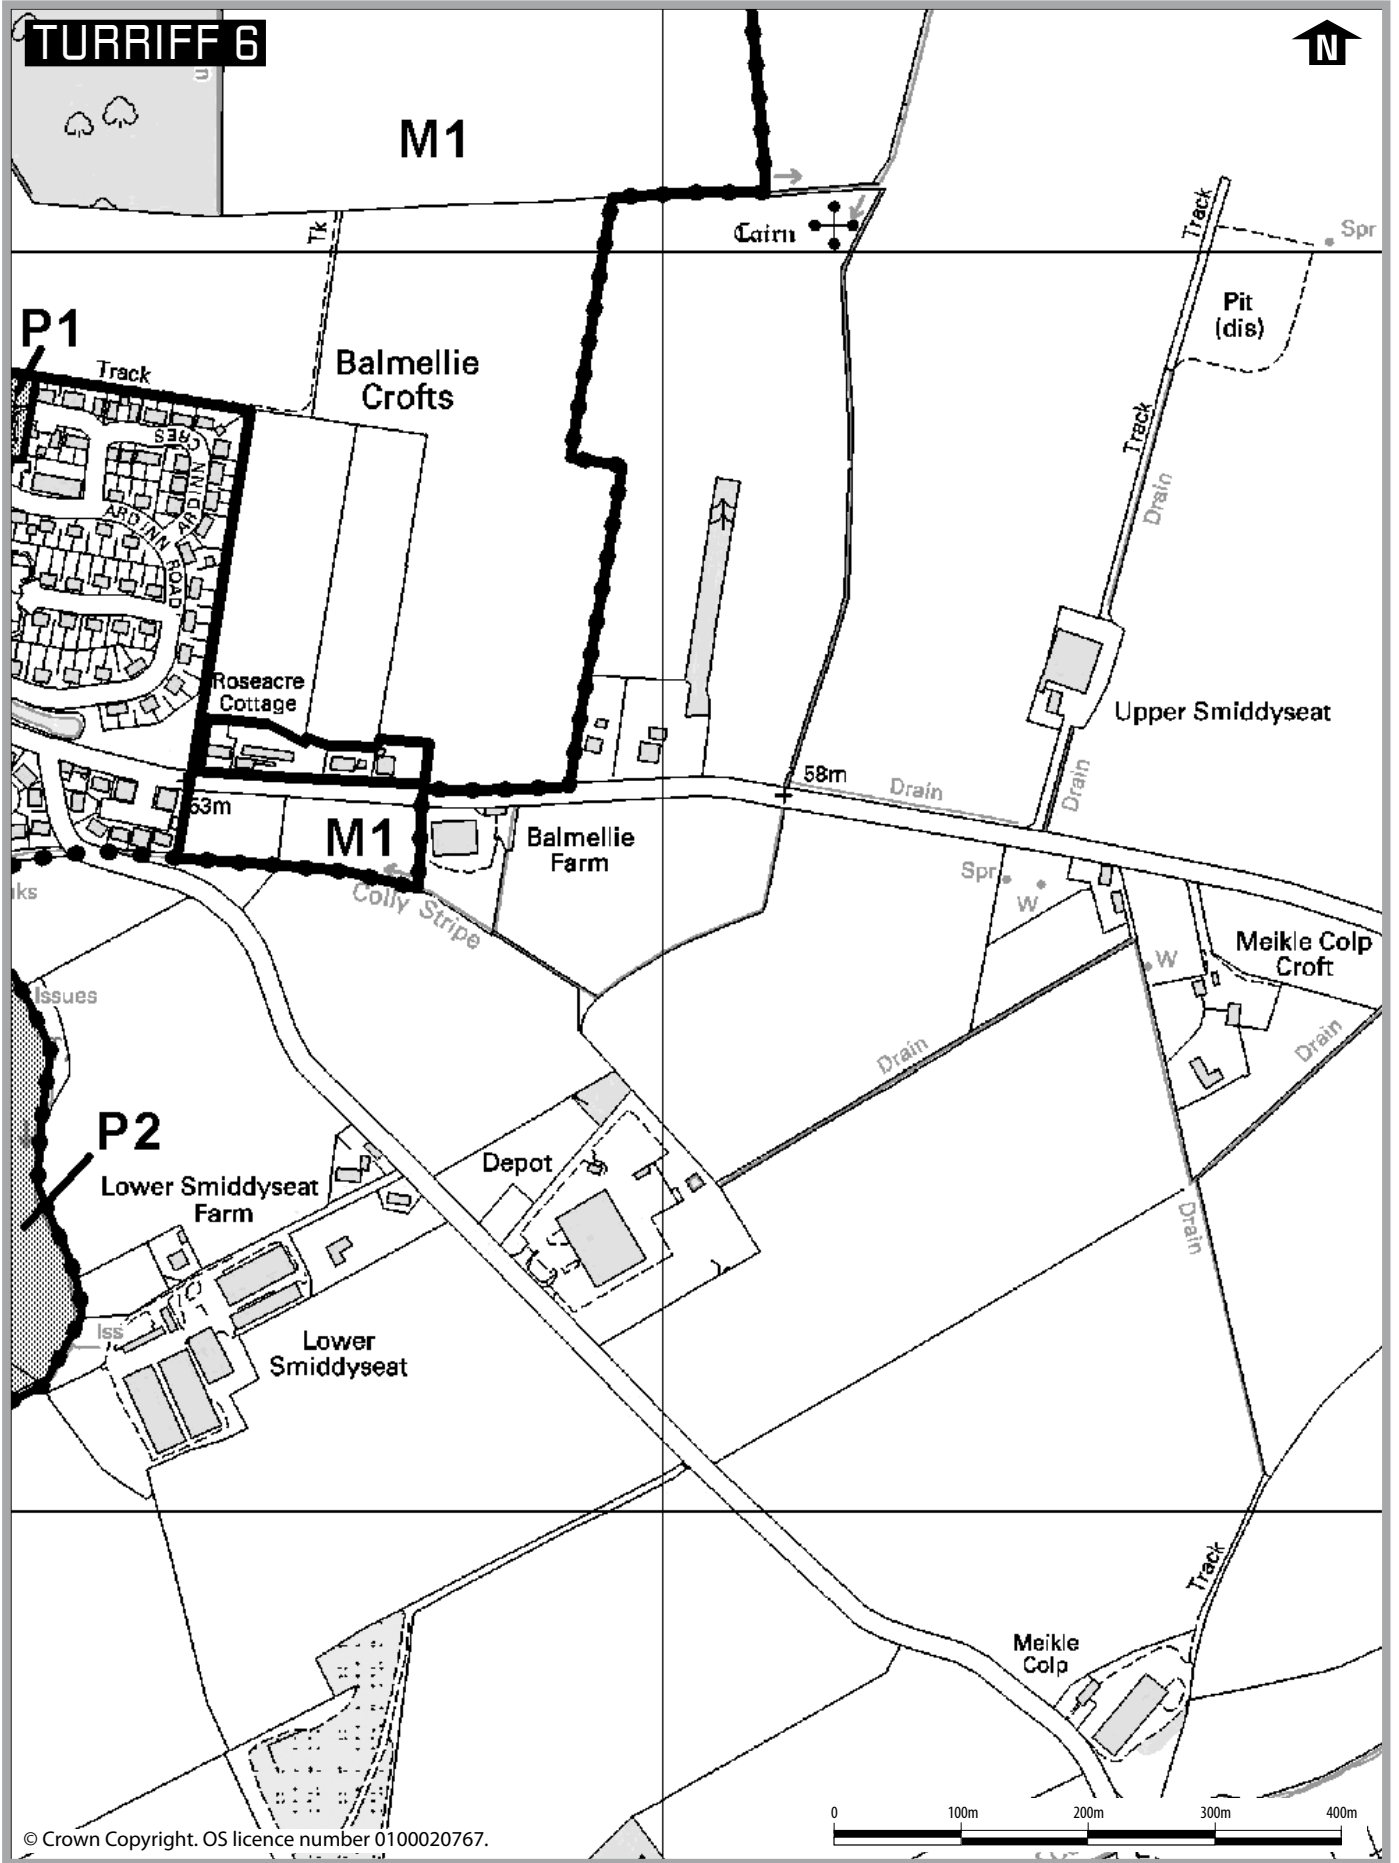 TURRIFF 6
N
M1
Tk
Cairn
Track
Spr
Pit
(dis)
P1
Track
Balmellie
Crofts
Track
Drain
CRES
ARDINN
ARDINN ROAD
Roseacre
Cottage
Upper Smiddyseat
53m
58m
Drain
Drain
M1
Balmellie
Farm
Colly Stripe
Spr
W
W
Meikle Colp
Croft
Issues
Drain
Drain
P2
Lower Smiddyseat
Farm
Depot
Drain
Iss
Lower
Smiddyseat
Track
Meikle
Colp
0 100m 200m 300m 400m
© Crown Copyright. OS licence number 0100020767.